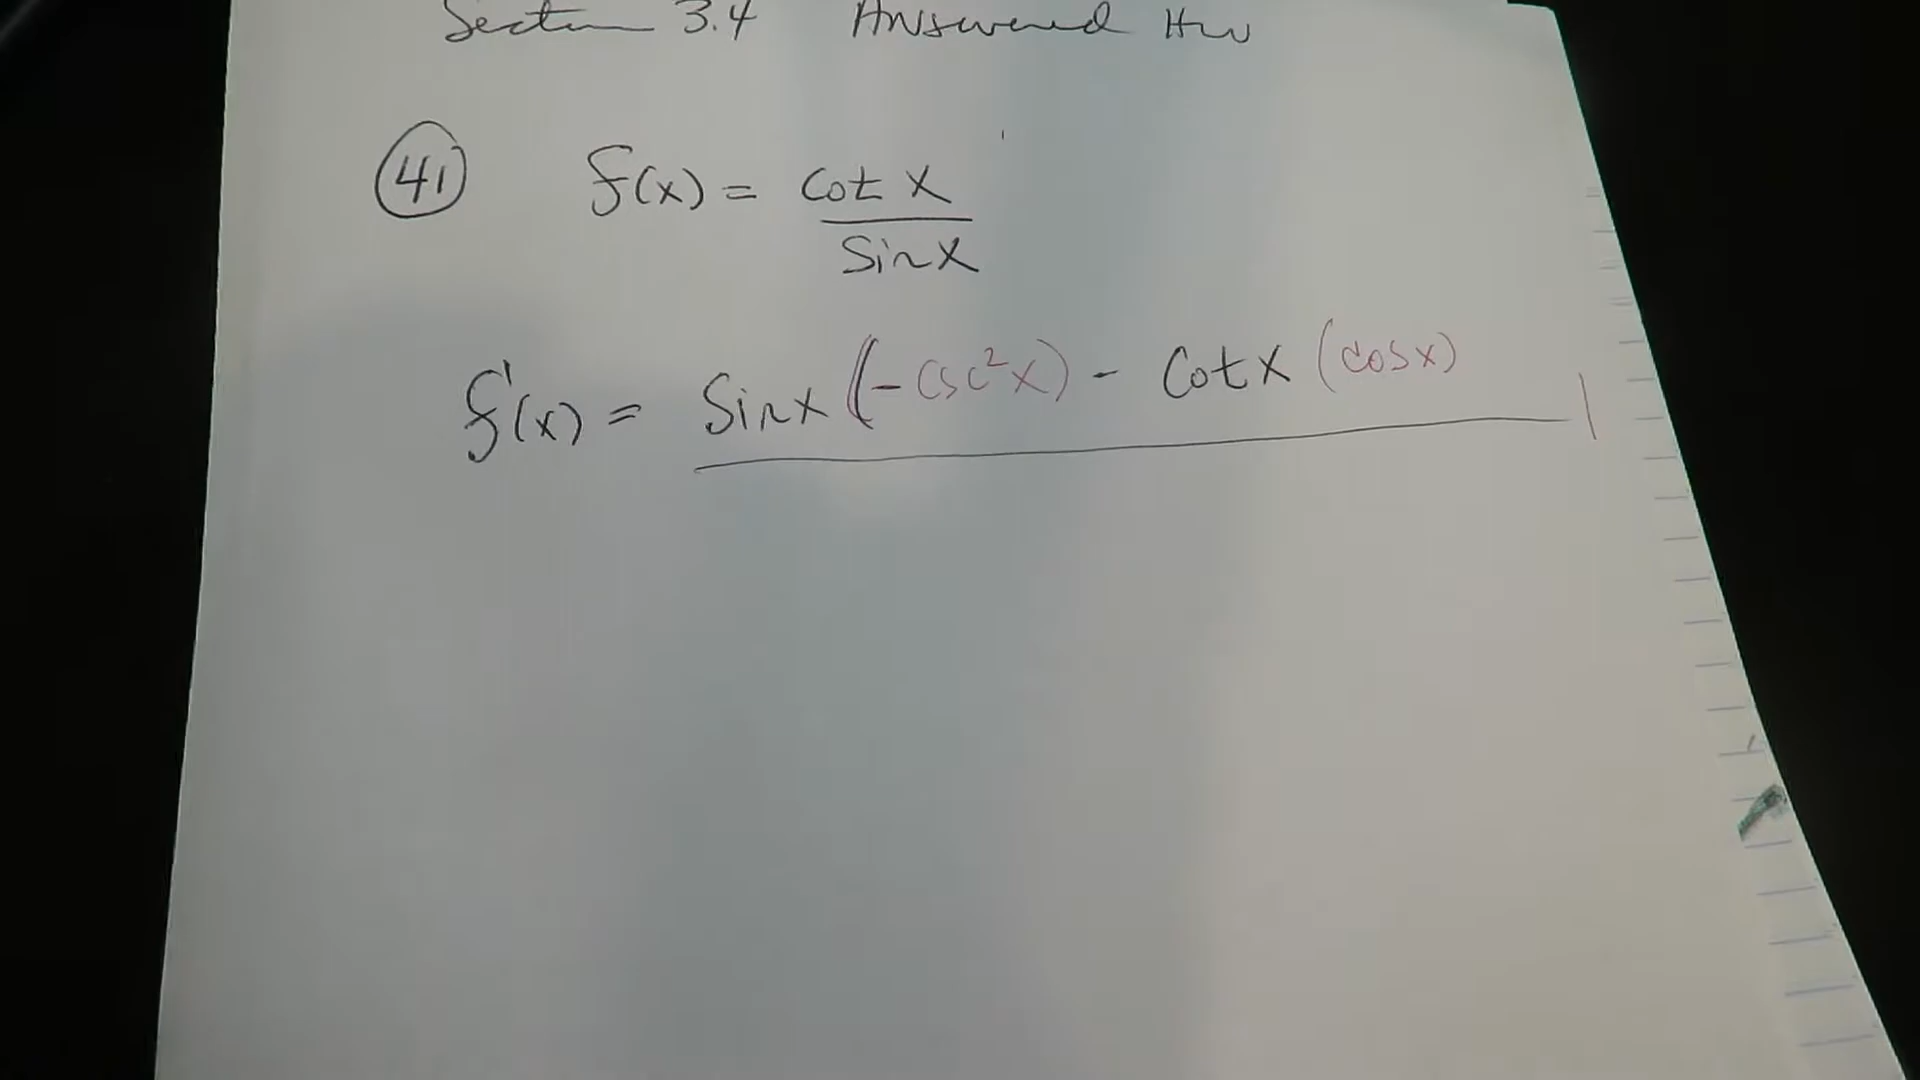 Section 3.4 Answered Hw
41 f(x) = cot x / sin x
f'(x) = sin x (-csc²x) - cot x (cos x)